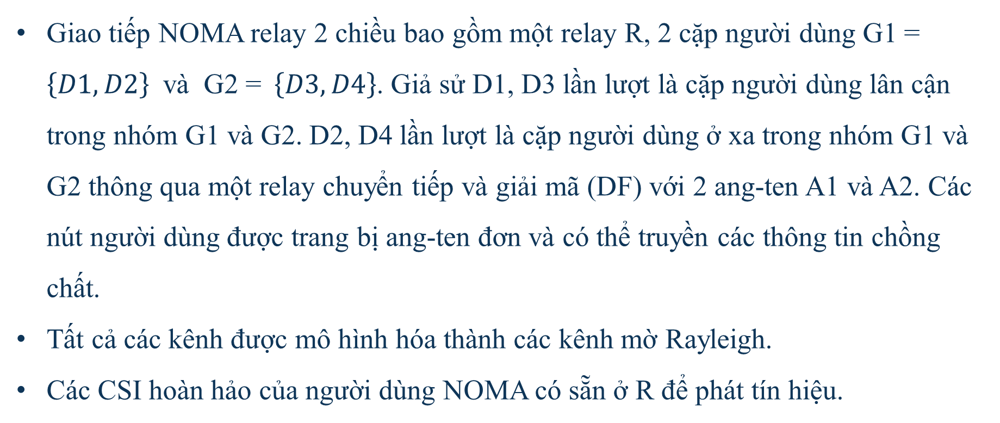 • Giao tiếp NOMA relay 2 chiều bao gồm một relay R, 2 cặp người dùng G1 =
{D1, D2} và G2 = {D3, D4}. Giả sử D1, D3 lần lượt là cặp người dùng lân cận
trong nhóm G1 và G2. D2, D4 lần lượt là cặp người dùng ở xa trong nhóm G1 và
G2 thông qua một relay chuyển tiếp và giải mã (DF) với 2 ang-ten A1 và A2. Các
nút người dùng được trang bị ang-ten đơn và có thể truyền các thông tin chồng
chất.
• Tất cả các kênh được mô hình hóa thành các kênh mờ Rayleigh.
• Các CSI hoàn hảo của người dùng NOMA có sẵn ở R để phát tín hiệu.